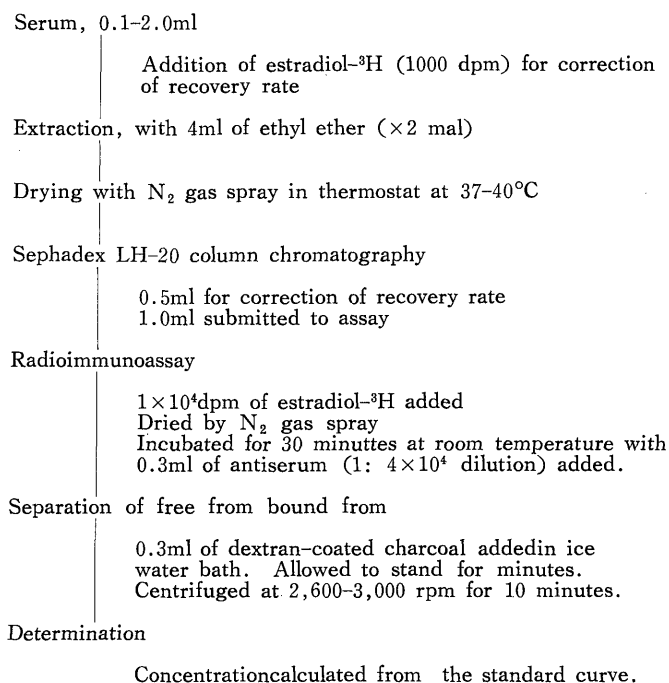 Serum, 0.1–2.0ml
Addition of estradiol–³H (1000 dpm) for correction
of recovery rate
Extraction, with 4ml of ethyl ether (×2 mal)
Drying with N₂ gas spray in thermostat at 37–40°C
Sephadex LH–20 column chromatography
0.5ml for correction of recovery rate
1.0ml submitted to assay
Radioimmunoassay
1×10⁴dpm of estradiol–³H added
Dried by N₂ gas spray
Incubated for 30 minuttes at room temperature with
0.3ml of antiserum (1: 4×10⁴ dilution) added.
Separation of free from bound from
0.3ml of dextran–coated charcoal addedin ice
water bath. Allowed to stand for minutes.
Centrifuged at 2,600–3,000 rpm for 10 minutes.
Determination
Concentrationcalculated from the standard curve.